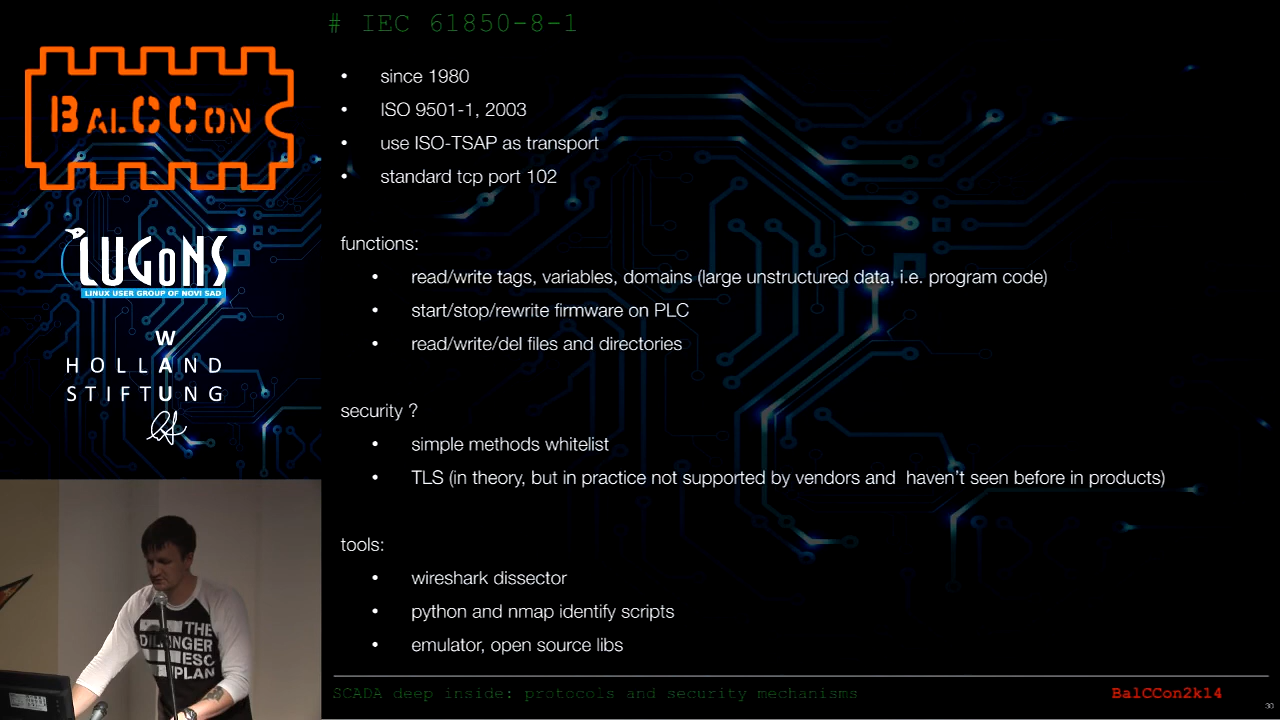 # IEC 61850-8-1
BALCCON
• since 1980
• ISO 9501-1, 2003
• use ISO-TSAP as transport
• standard tcp port 102
functions:
• read/write tags, variables, domains (large unstructured data, i.e. program code)
• start/stop/rewrite firmware on PLC
• read/write/del files and directories
security ?
• simple methods whitelist
• TLS (in theory, but in practice not supported by vendors and haven't seen before in products)
tools:
• wireshark dissector
• python and nmap identify scripts
• emulator, open source libs
LUGoNS
LINUX USER GROUP OF NOVI SAD
W
HOLLAND
STIFTUNG
THE
DILLINGER
ESC
PLAN
SCADA deep inside: protocols and security mechanisms
BalCCon2k14
30